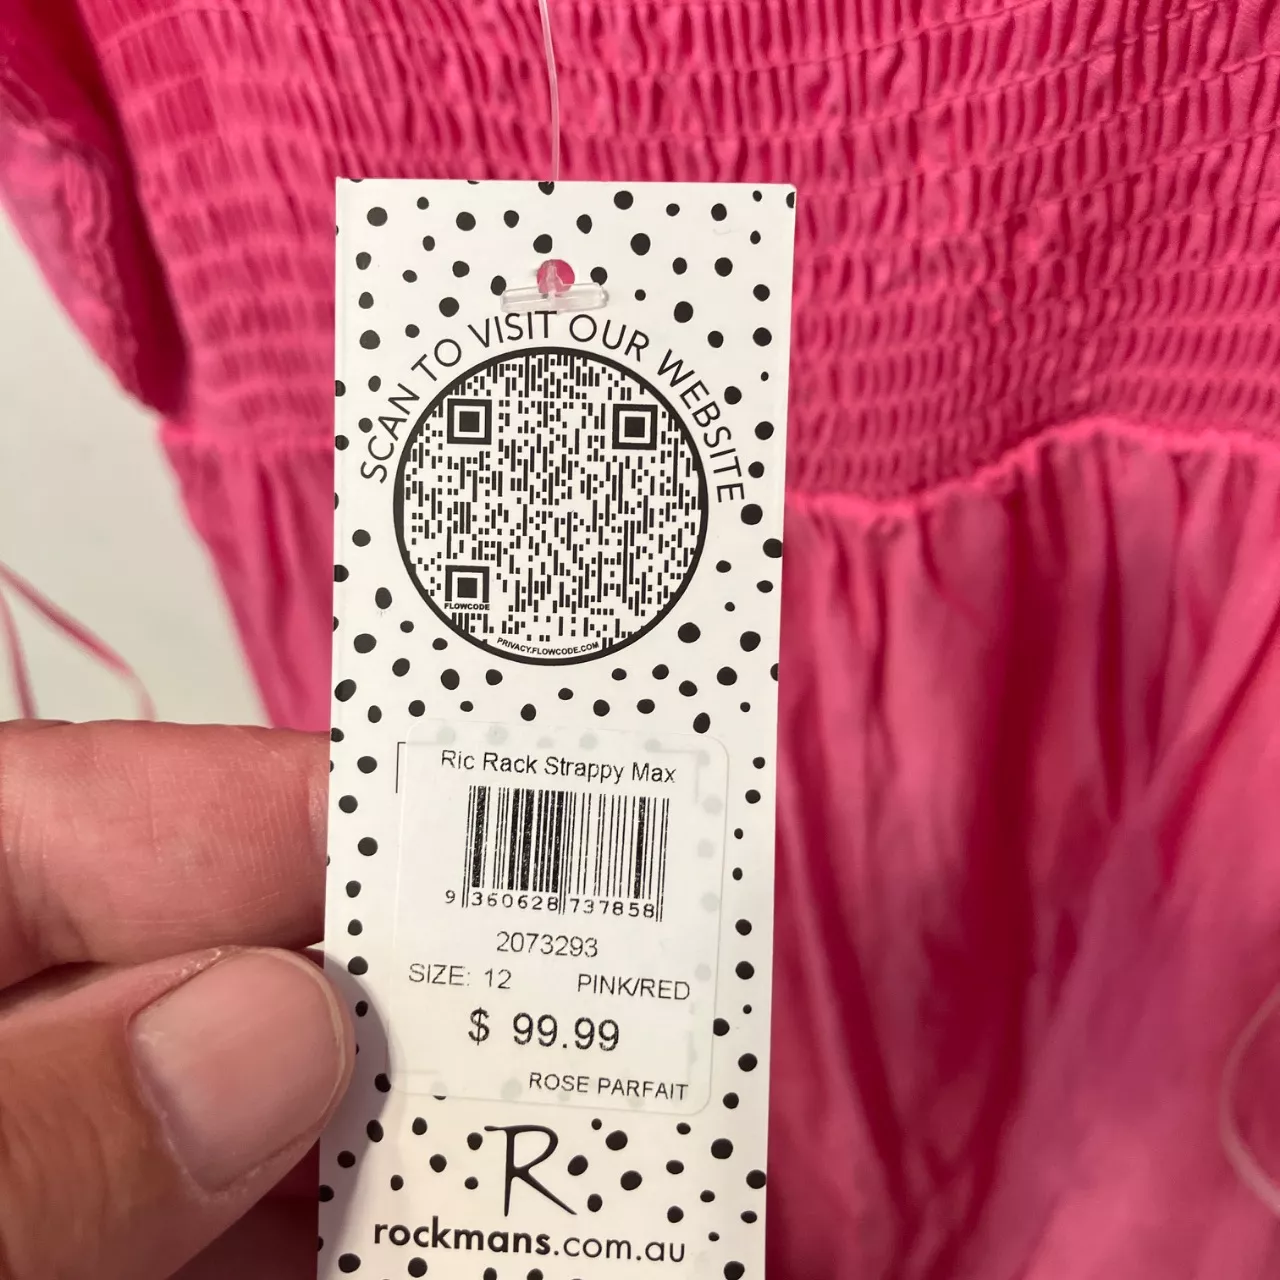 SCAN TO VISIT OUR WEBSITE
FLOWCODE
PRIVACY.FLOWCODE.COM
Ric Rack Strappy Max
9 360628 737858
2073293
SIZE: 12 PINK/RED
$ 99.99
ROSE PARFAIT
R
rockmans.com.au